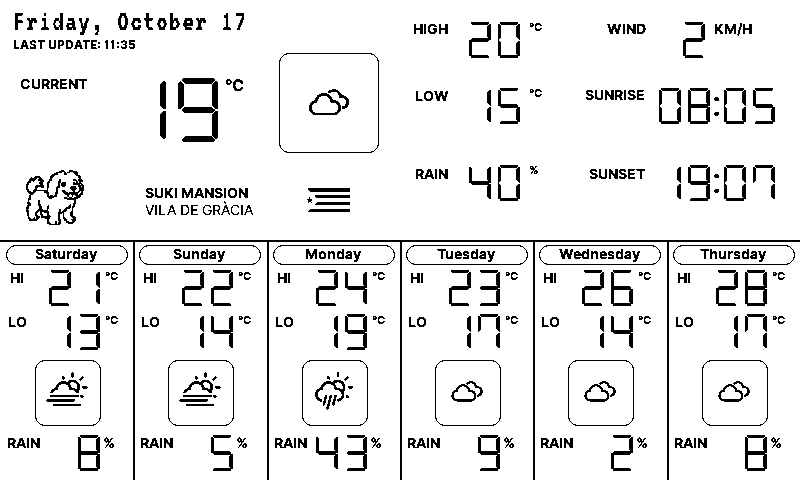 Friday, October 17
LAST UPDATE: 11:35
CURRENT 19 °C
HIGH 20 °C
WIND 2 KM/H
LOW 15 °C
SUNRISE 08:05
RAIN 40 %
SUNSET 19:07
SUKI MANSION
VILA DE GRÀCIA
Saturday
HI 21 °C
LO 13 °C
RAIN 8 %
Sunday
HI 22 °C
LO 14 °C
RAIN 5 %
Monday
HI 24 °C
LO 19 °C
RAIN 43 %
Tuesday
HI 23 °C
LO 17 °C
RAIN 9 %
Wednesday
HI 26 °C
LO 14 °C
RAIN 2 %
Thursday
HI 28 °C
LO 17 °C
RAIN 8 %